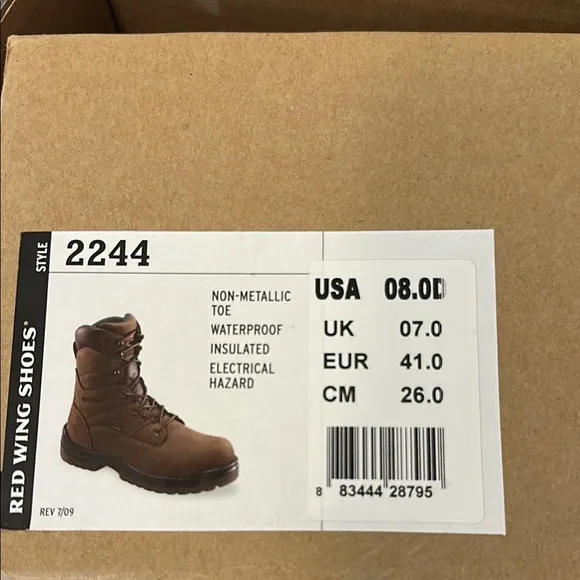 STYLE 2244
RED WING SHOES®
NON-METALLIC
TOE
WATERPROOF
INSULATED
ELECTRICAL
HAZARD
REV 7/09
USA 08.0D
UK 07.0
EUR 41.0
CM 26.0
8 83444 28795